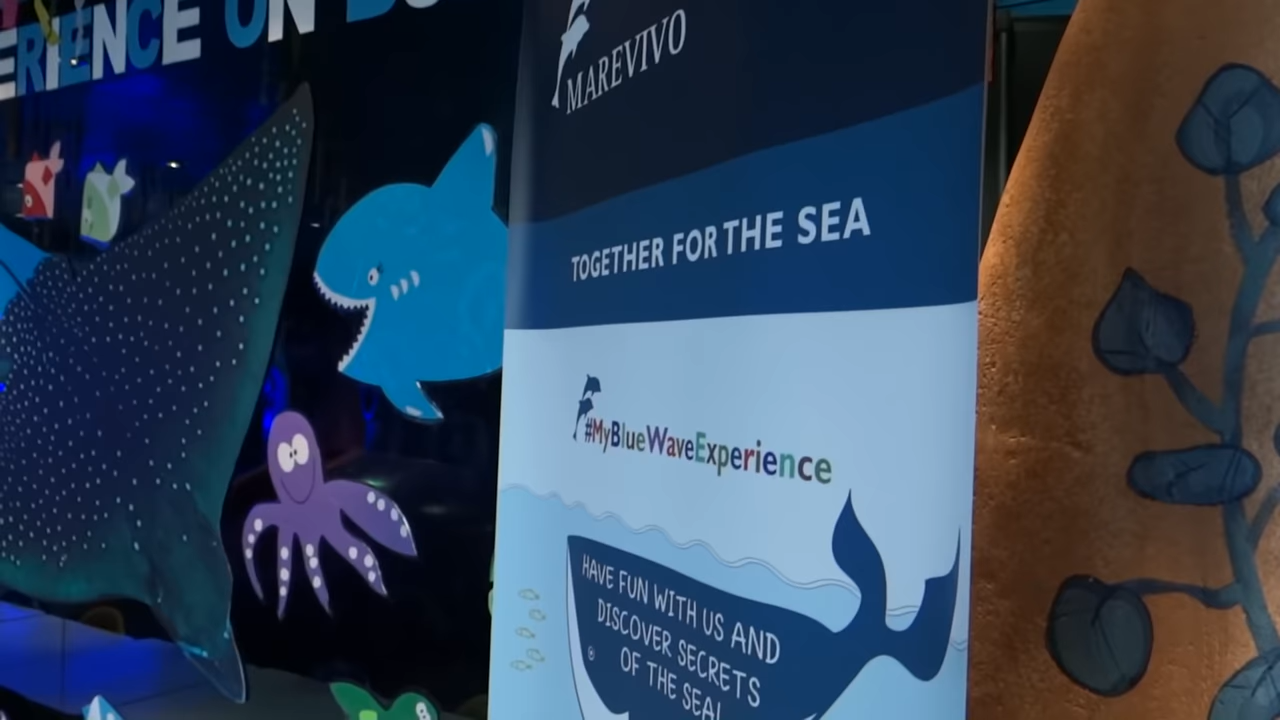 ERIENCE ON
MAREVIVO
TOGETHER FOR THE SEA
#MyBlueWaveExperience
HAVE FUN WITH US AND
DISCOVER SECRETS
OF THE SEA!